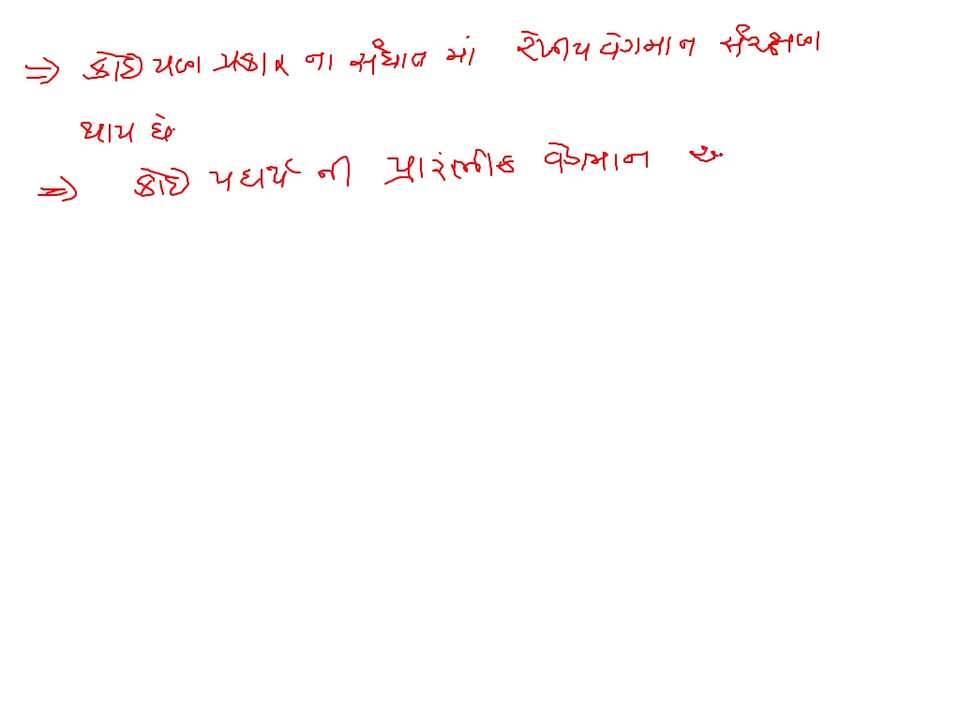 ⇒ કોઈ પણ પ્રકાર ના સંઘાત માં રેખીય વેગમાન સંરક્ષણ
થાય છે
⇒ કોઈ પદાર્થ ની પ્રારંભીક વેગમાન